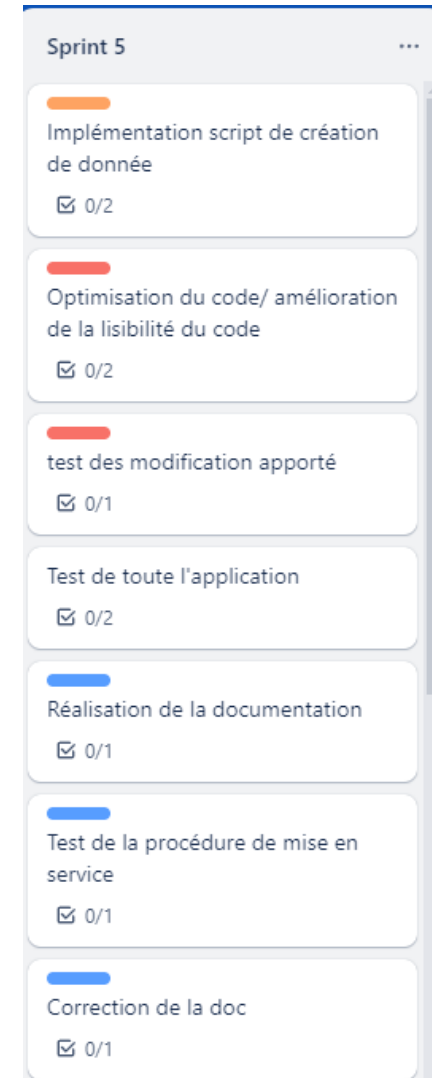 Sprint 5
...
Implémentation script de création
de donnée
0/2
Optimisation du code/ amélioration
de la lisibilité du code
0/2
test des modification apporté
0/1
Test de toute l'application
0/2
Réalisation de la documentation
0/1
Test de la procédure de mise en
service
0/1
Correction de la doc
0/1